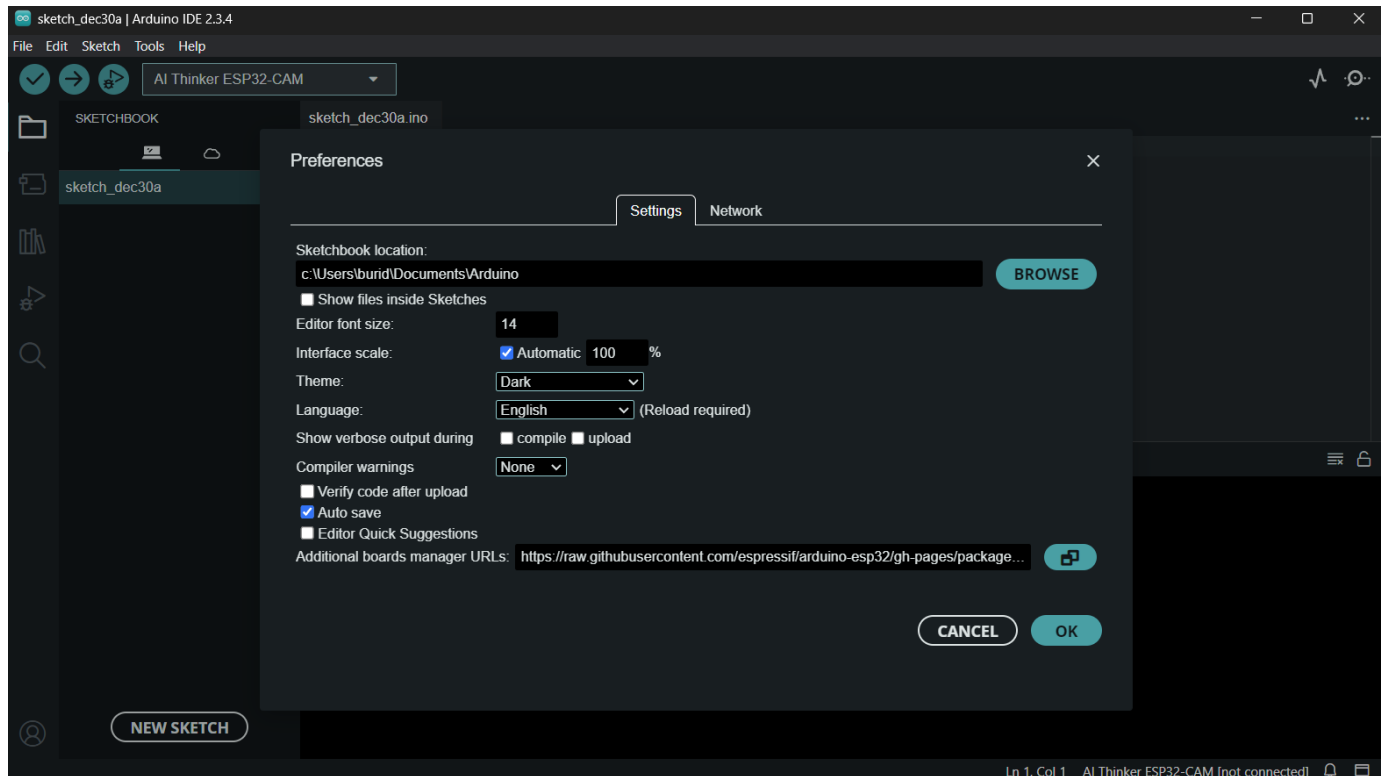 sketch_dec30a | Arduino IDE 2.3.4
File Edit Sketch Tools Help
AI Thinker ESP32-CAM
SKETCHBOOK
sketch_dec30a.ino
sketch_dec30a
Preferences
Settings Network
Sketchbook location:
c:\Users\burid\Documents\Arduino
BROWSE
Show files inside Sketches
Editor font size: 14
Interface scale: Automatic 100 %
Theme: Dark
Language: English (Reload required)
Show verbose output during compile upload
Compiler warnings None
Verify code after upload
Auto save
Editor Quick Suggestions
Additional boards manager URLs: https://raw.githubusercontent.com/espressif/arduino-esp32/gh-pages/package...
CANCEL OK
NEW SKETCH
Ln 1, Col 1 AI Thinker ESP32-CAM [not connected]